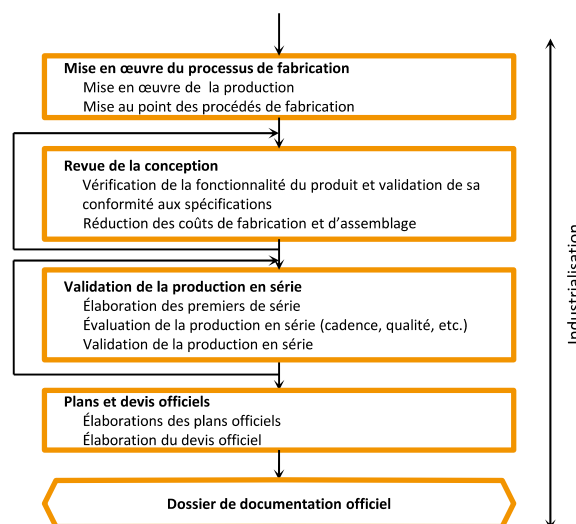 Mise en œuvre du processus de fabrication
Mise en œuvre de la production
Mise au point des procédés de fabrication
Revue de la conception
Vérification de la fonctionnalité du produit et validation de sa
conformité aux spécifications
Réduction des coûts de fabrication et d’assemblage
Validation de la production en série
Élaboration des premiers de série
Évaluation de la production en série (cadence, qualité, etc.)
Validation de la production en série
Plans et devis officiels
Élaborations des plans officiels
Élaboration du devis officiel
Dossier de documentation officiel
Industrialisation